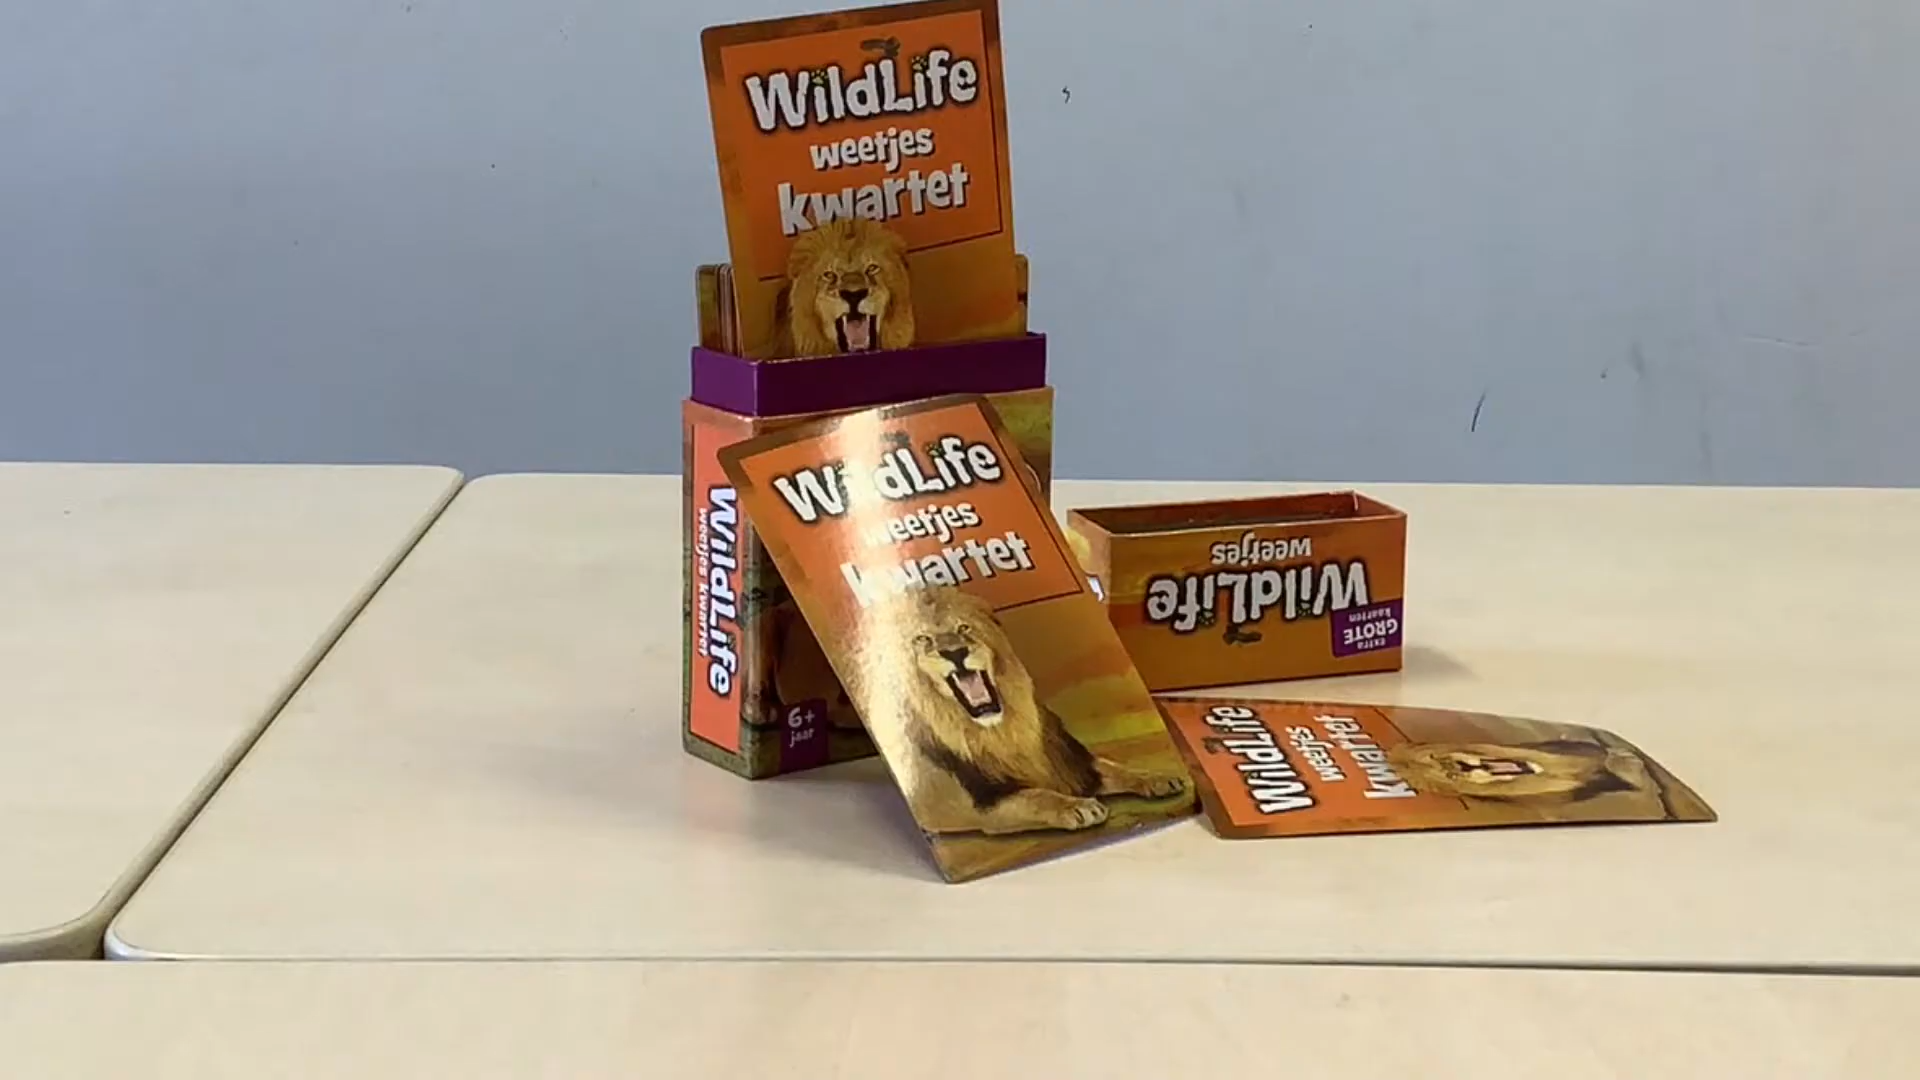 WildLife
weetjes
kwartet
WildLife
weetjes
kwartet
WildLife
weetjes kwartet
6+
jaar
WildLife
weetjes
extra
GROTE
kaarten
WildLife
weetjes
kwartet